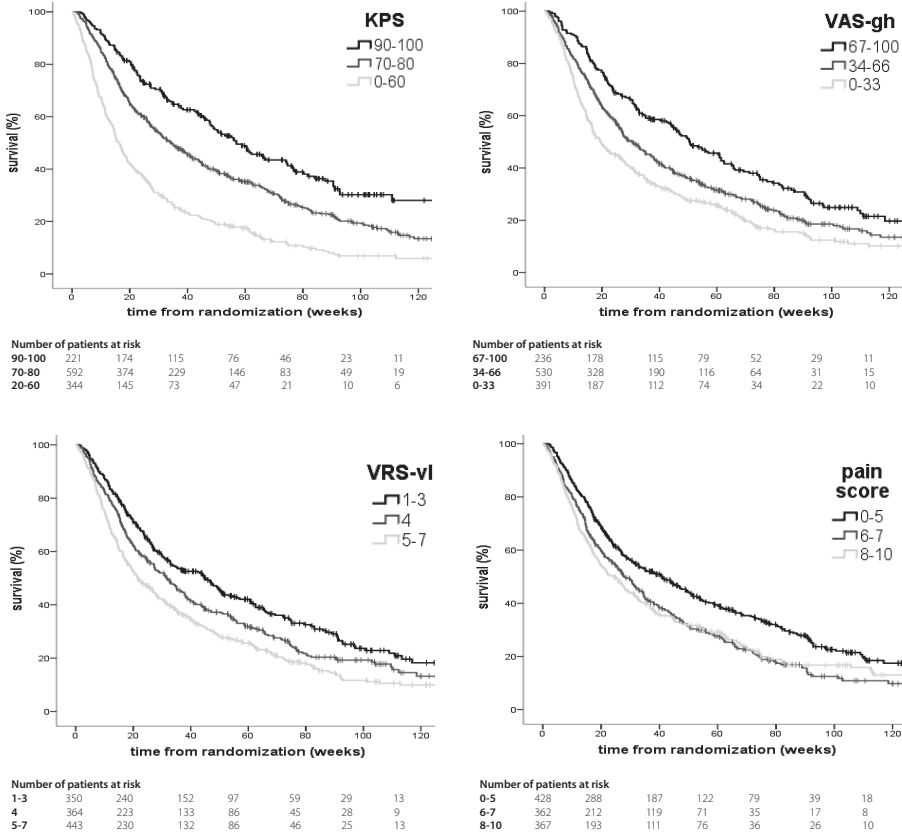 KPS
90-100
70-80
0-60
100
80
60
40
20
0
survival (%)
0 20 40 60 80 100 120
time from randomization (weeks)
Number of patients at risk
90-100 221 174 115 76 46 23 11
70-80 592 374 229 146 83 49 19
20-60 344 145 73 47 21 10 6
VAS-gh
67-100
34-66
0-33
100
80
60
40
20
0
survival (%)
0 20 40 60 80 100 120
time from randomization (weeks)
Number of patients at risk
67-100 236 178 115 79 52 29 11
34-66 530 328 190 116 64 31 15
0-33 391 187 112 74 34 22 10
VRS-vl
1-3
4
5-7
100
80
60
40
20
0
survival (%)
0 20 40 60 80 100 120
time from randomization (weeks)
Number of patients at risk
1-3 350 240 152 97 59 29 13
4 364 223 133 86 45 28 9
5-7 443 230 132 86 46 25 13
pain
score
0-5
6-7
8-10
100
80
60
40
20
0
survival (%)
0 20 40 60 80 100 120
time from randomization (weeks)
Number of patients at risk
0-5 428 288 187 122 79 39 18
6-7 362 212 119 71 35 17 8
8-10 367 193 111 76 36 26 10